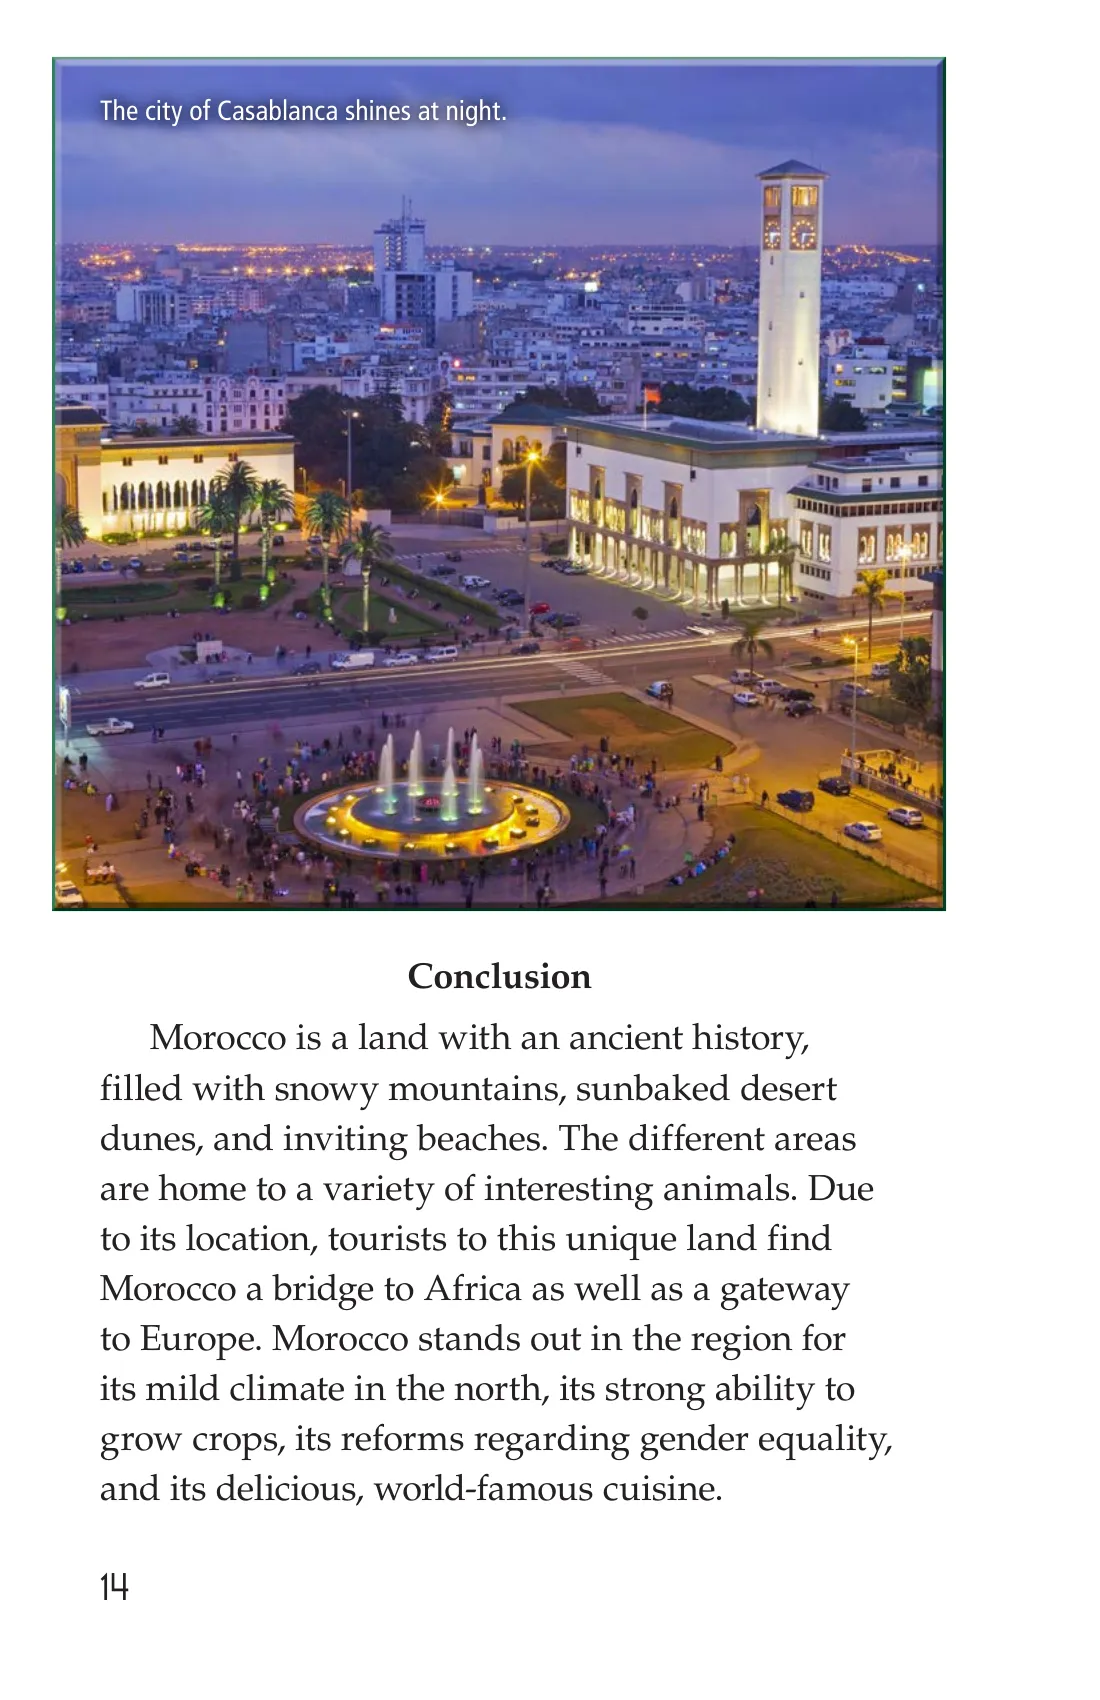 The city of Casablanca shines at night.
Conclusion
Morocco is a land with an ancient history,
filled with snowy mountains, sunbaked desert
dunes, and inviting beaches. The different areas
are home to a variety of interesting animals. Due
to its location, tourists to this unique land find
Morocco a bridge to Africa as well as a gateway
to Europe. Morocco stands out in the region for
its mild climate in the north, its strong ability to
grow crops, its reforms regarding gender equality,
and its delicious, world-famous cuisine.
14